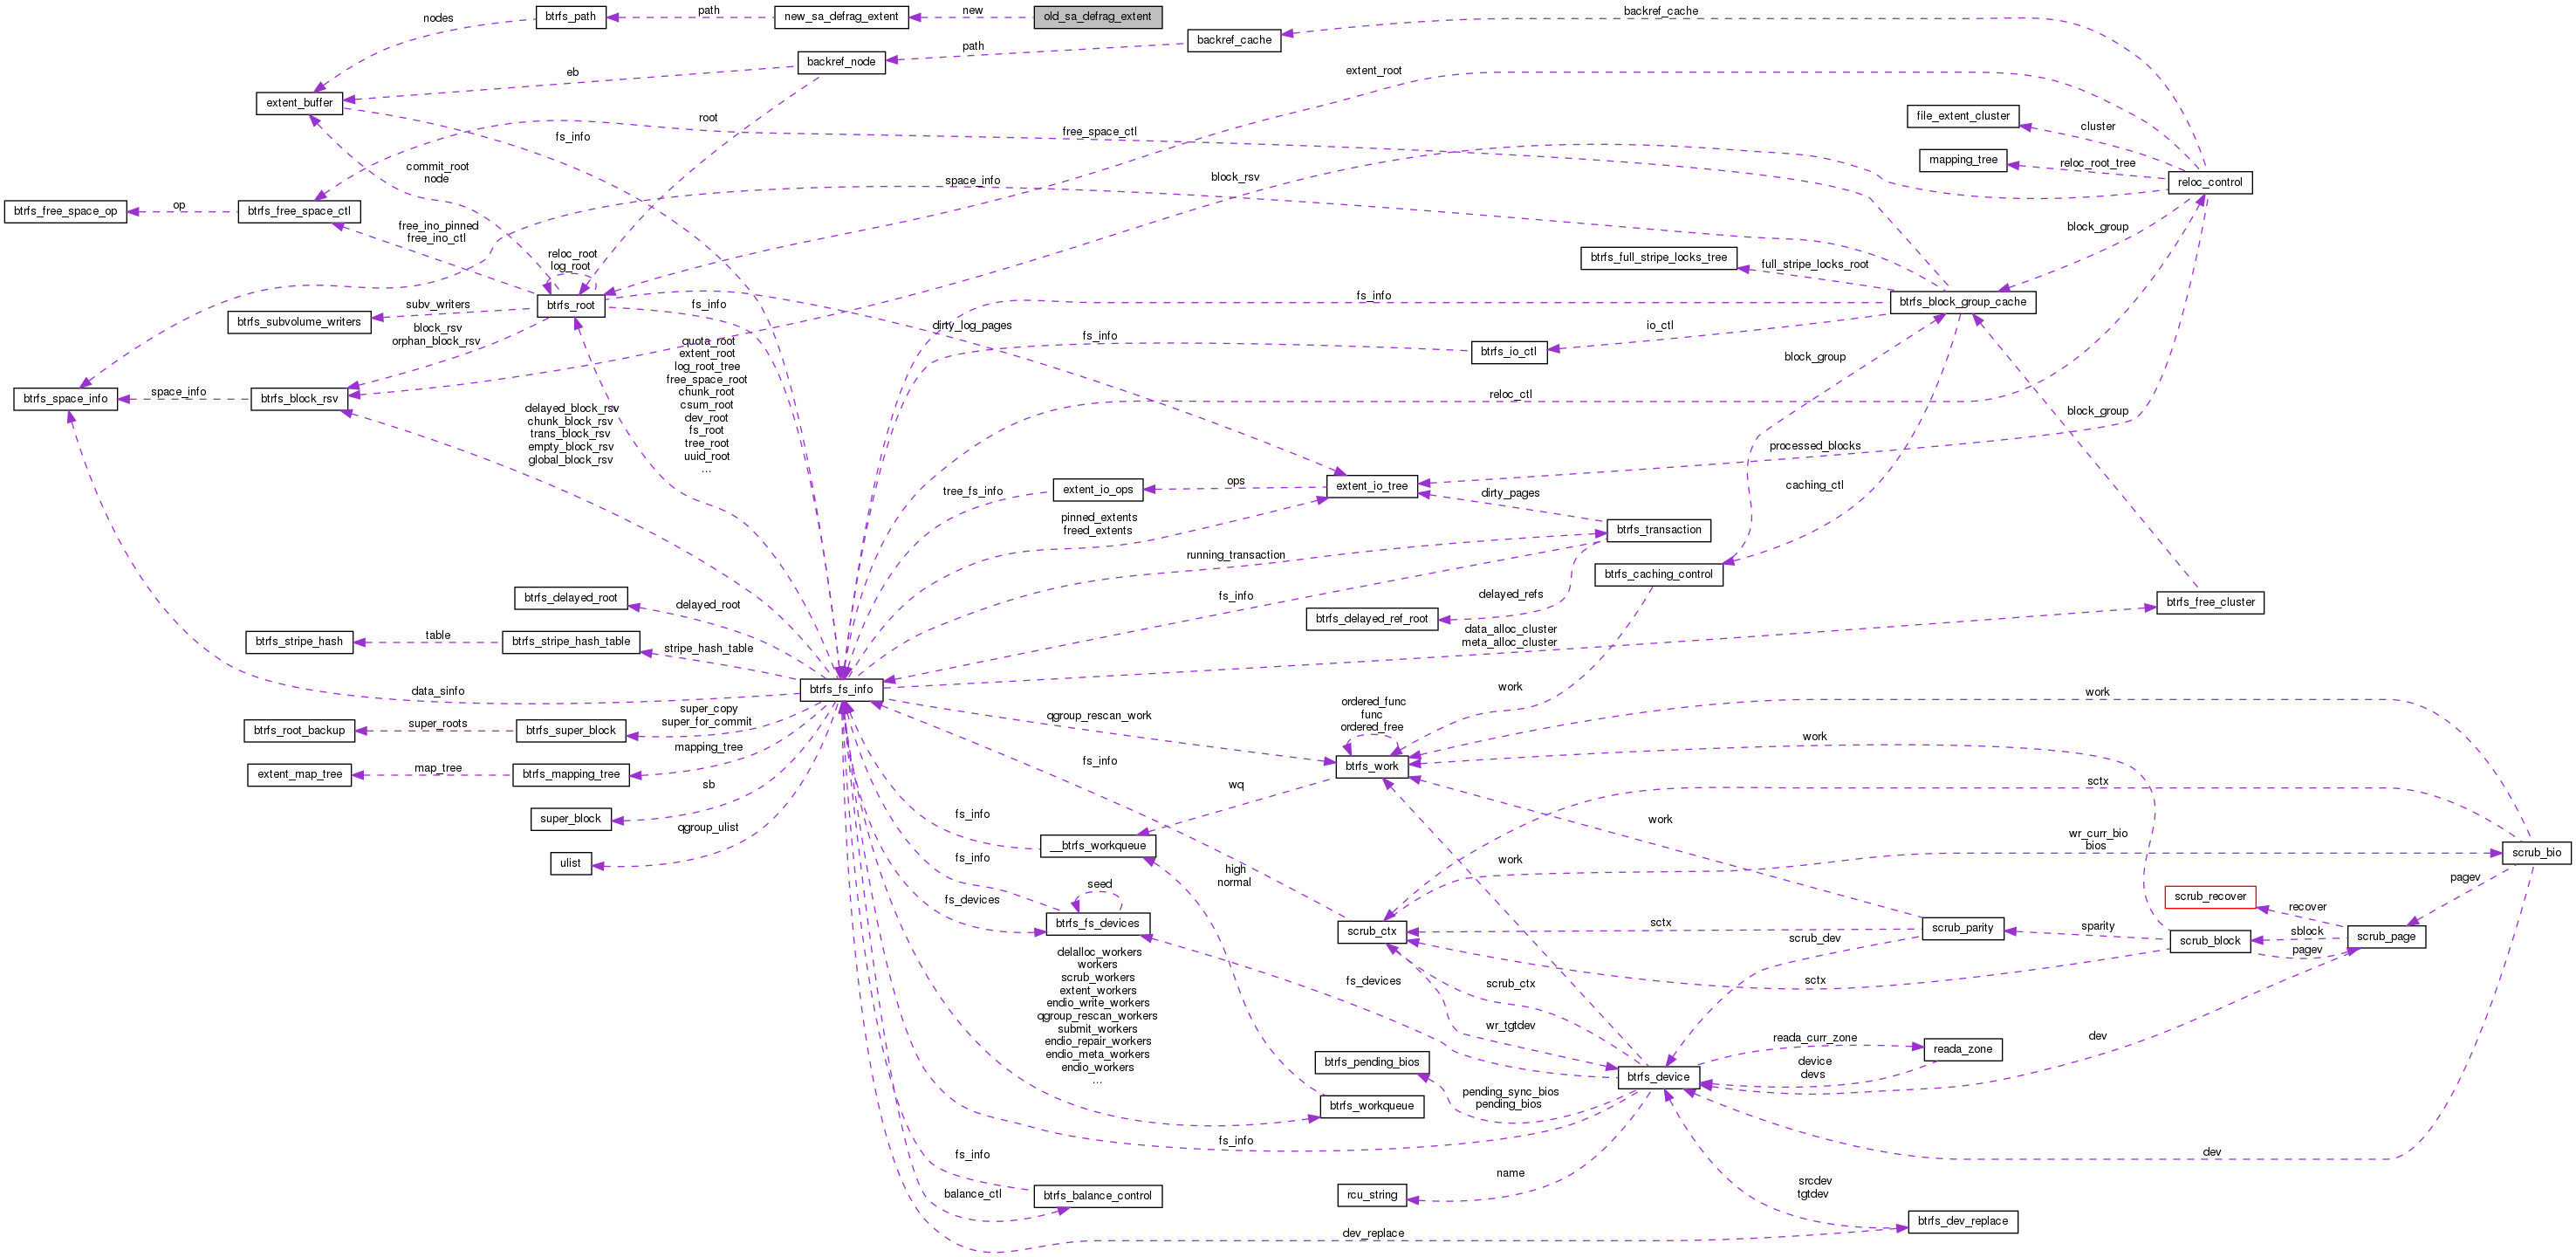 nodes
btrfs_path
path
new_sa_defrag_extent
new
old_sa_defrag_extent
backref_cache
backref_cache
path
backref_node
eb
extent_buffer
extent_root
fs_info
root
free_space_ctl
file_extent_cluster
cluster
mapping_tree
reloc_root_tree
reloc_control
commit_root
node
space_info
block_rsv
btrfs_free_space_op
op
btrfs_free_space_ctl
free_ino_pinned
free_ino_ctl
block_group
reloc_root
log_root
btrfs_full_stripe_locks_tree
full_stripe_locks_root
btrfs_root
subv_writers
btrfs_subvolume_writers
fs_info
fs_info
btrfs_block_group_cache
block_rsv
orphan_block_rsv
dirty_log_pages
fs_info
io_ctl
btrfs_io_ctl
block_group
quota_root
extent_root
log_root_tree
free_space_root
chunk_root
csum_root
dev_root
fs_root
tree_root
uuid_root
...
btrfs_space_info
space_info
btrfs_block_rsv
reloc_ctl
delayed_block_rsv
chunk_block_rsv
trans_block_rsv
empty_block_rsv
global_block_rsv
block_group
processed_blocks
tree_fs_info
extent_io_ops
ops
extent_io_tree
dirty_pages
caching_ctl
pinned_extents
freed_extents
btrfs_transaction
running_transaction
btrfs_caching_control
btrfs_delayed_root
delayed_root
fs_info
delayed_refs
btrfs_delayed_ref_root
btrfs_free_cluster
btrfs_stripe_hash
table
btrfs_stripe_hash_table
stripe_hash_table
data_alloc_cluster
meta_alloc_cluster
data_sinfo
btrfs_fs_info
work
work
super_copy
super_for_commit
qgroup_rescan_work
ordered_func
func
ordered_free
btrfs_root_backup
super_roots
btrfs_super_block
work
mapping_tree
extent_map_tree
map_tree
btrfs_mapping_tree
fs_info
btrfs_work
sb
wq
sctx
super_block
fs_info
work
qgroup_ulist
__btrfs_workqueue
wr_curr_bio
bios
scrub_bio
ulist
fs_info
high
normal
work
seed
pagev
fs_devices
btrfs_fs_devices
scrub_recover
recover
scrub_ctx
sctx
scrub_parity
sparity
scrub_block
sblock
pagev
scrub_page
scrub_dev
delalloc_workers
workers
scrub_workers
extent_workers
endio_write_workers
qgroup_rescan_workers
submit_workers
endio_repair_workers
endio_meta_workers
endio_workers
...
fs_devices
scrub_ctx
sctx
wr_tgtdev
reada_curr_zone
reada_zone
dev
btrfs_pending_bios
device
devs
btrfs_device
pending_sync_bios
pending_bios
btrfs_workqueue
fs_info
fs_info
dev
name
balance_ctl
btrfs_balance_control
rcu_string
srcdev
tgtdev
btrfs_dev_replace
dev_replace